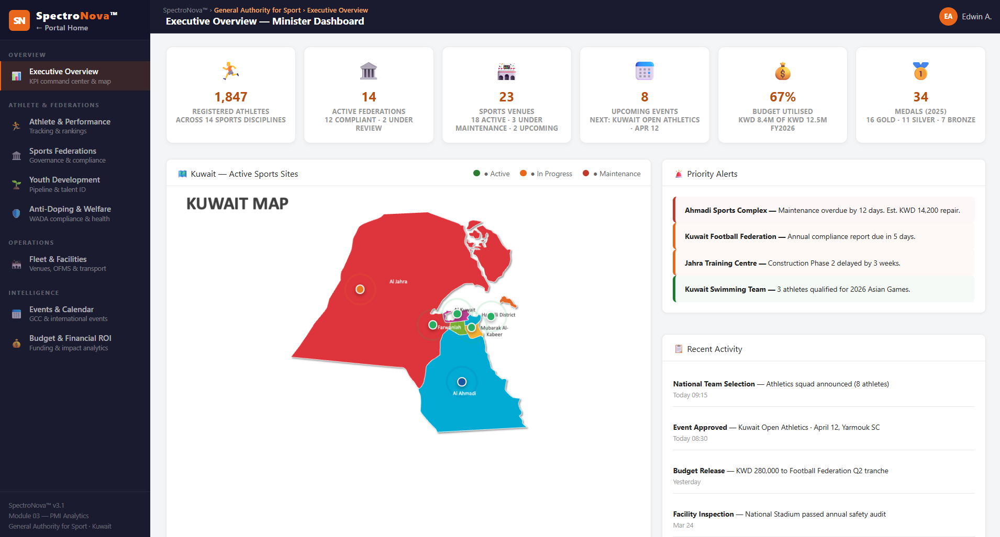 SN
SpectroNova™
← Portal Home
OVERVIEW
Executive Overview
KPI command center & map
ATHLETE & FEDERATIONS
Athlete & Performance
Tracking & rankings
Sports Federations
Governance & compliance
Youth Development
Pipeline & talent ID
Anti-Doping & Welfare
WADA compliance & health
OPERATIONS
Fleet & Facilities
Venues, OFMS & transport
INTELLIGENCE
Events & Calendar
GCC & international events
Budget & Financial ROI
Funding & impact analytics
SpectroNova™ v3.1
Module 03 — PMI Analytics
General Authority for Sport · Kuwait
SpectroNova™ › General Authority for Sport › Executive Overview
Executive Overview — Minister Dashboard
EA
Edwin A.
1,847
REGISTERED ATHLETES
ACROSS 14 SPORTS DISCIPLINES
14
ACTIVE FEDERATIONS
12 COMPLIANT · 2 UNDER
REVIEW
23
SPORTS VENUES
18 ACTIVE · 3 UNDER
MAINTENANCE · 2 UPCOMING
8
UPCOMING EVENTS
NEXT: KUWAIT OPEN ATHLETICS
· APR 12
67%
BUDGET UTILISED
KWD 8.4M OF KWD 12.5M
FY2026
1
34
MEDALS (2025)
16 GOLD · 11 SILVER · 7 BRONZE
Kuwait — Active Sports Sites
● Active
● In Progress
● Maintenance
KUWAIT MAP
Al Jahra
Al Kuwait
District
Farwaniah
Mubarak Al-
Kabeer
Al Ahmadi
Priority Alerts
Ahmadi Sports Complex — Maintenance overdue by 12 days. Est. KWD 14,200 repair.
Kuwait Football Federation — Annual compliance report due in 5 days.
Jahra Training Centre — Construction Phase 2 delayed by 3 weeks.
Kuwait Swimming Team — 3 athletes qualified for 2026 Asian Games.
Recent Activity
National Team Selection — Athletics squad announced (8 athletes)
Today 09:15
Event Approved — Kuwait Open Athletics · April 12, Yarmouk SC
Today 08:30
Budget Release — KWD 280,000 to Football Federation Q2 tranche
Yesterday
Facility Inspection — National Stadium passed annual safety audit
Mar 24